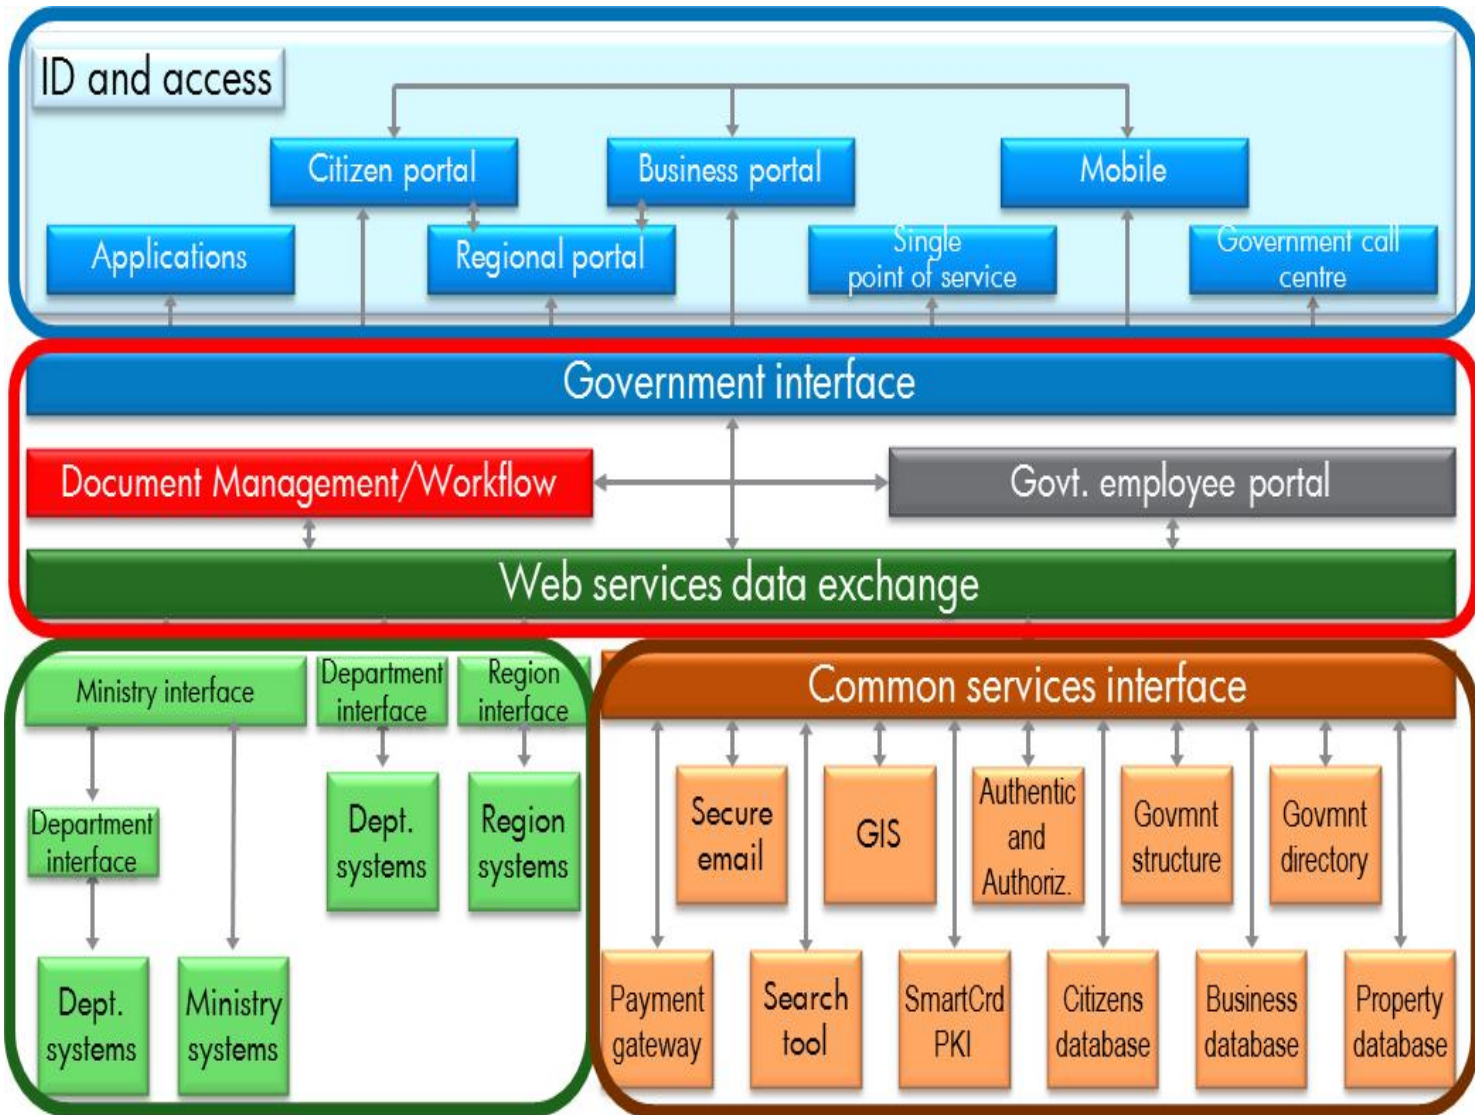 ID and access
Citizen portal
Business portal
Mobile
Applications
Regional portal
Single
point of service
Government call
centre
Government interface
Document Management/Workflow
Govt. employee portal
Web services data exchange
Ministry interface
Department
interface
Region
interface
Common services interface
Department
interface
Dept.
systems
Region
systems
Dept.
systems
Ministry
systems
Secure
email
GIS
Authentic
and
Authoriz.
Govmnt
structure
Govmnt
directory
Payment
gateway
Search
tool
SmartCrd
PKI
Citizens
database
Business
database
Property
database